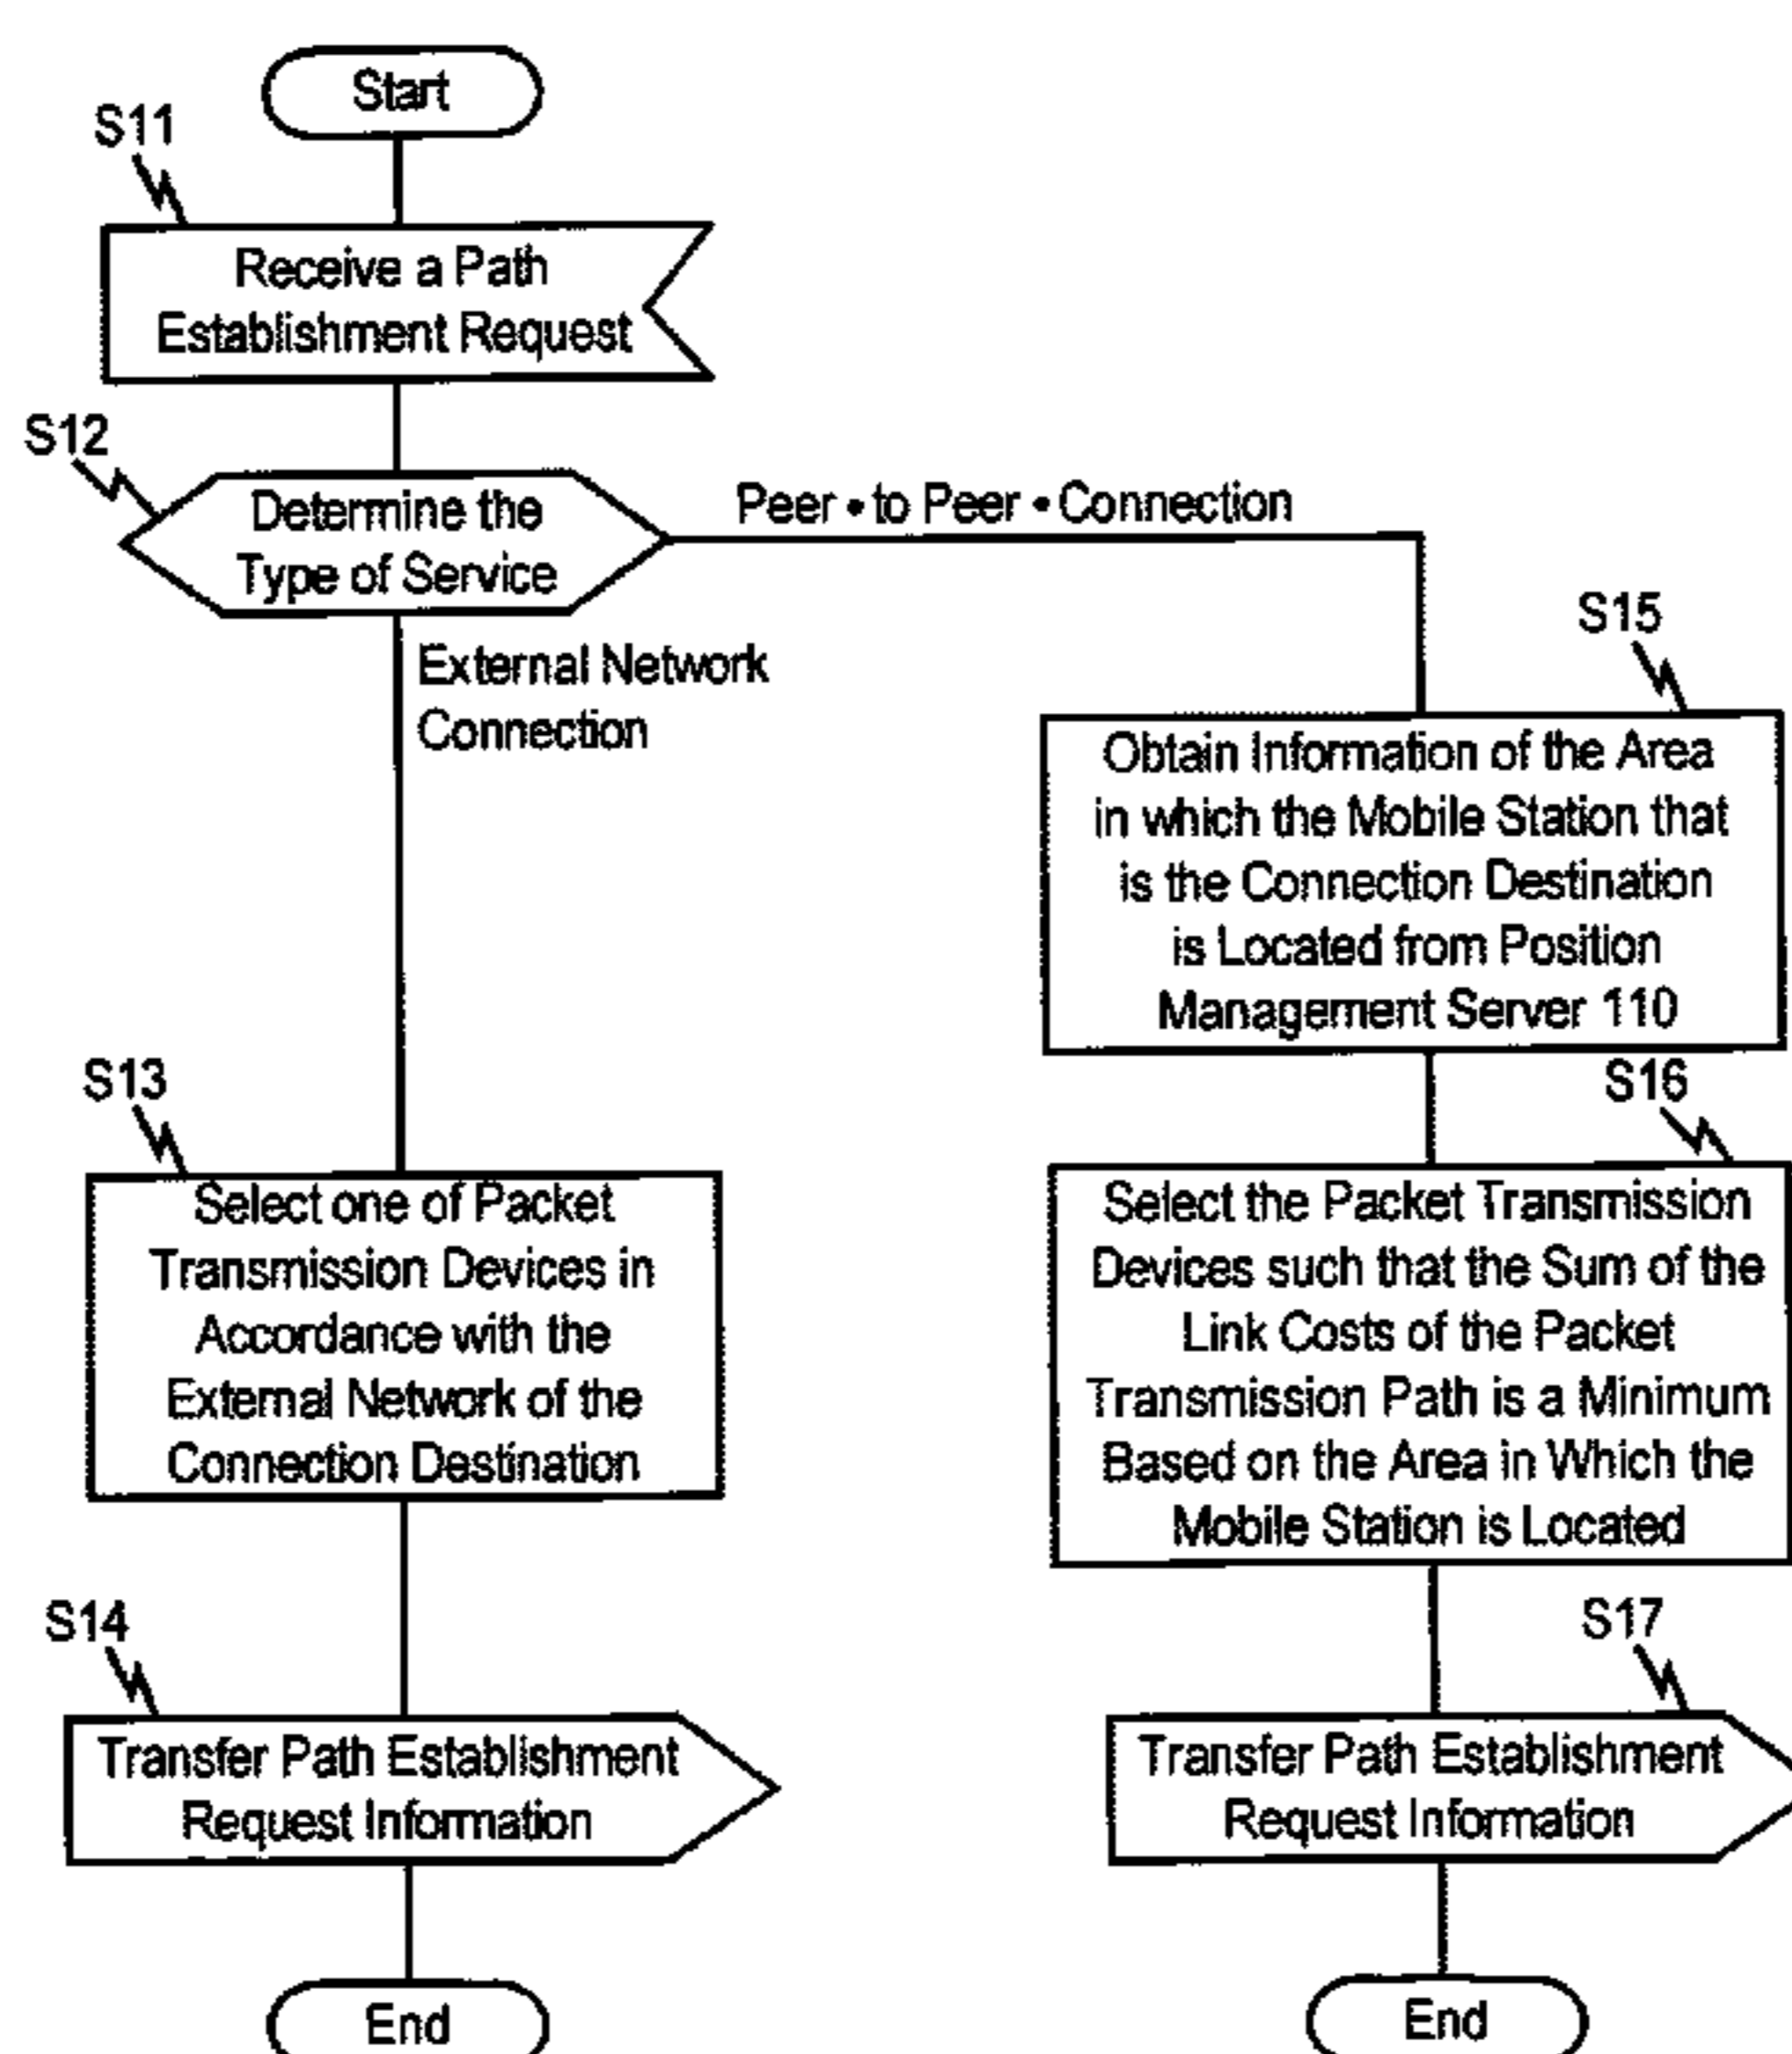 Start
S11
Receive a Path
Establishment Request
S12
Determine the
Type of Service
Peer • to Peer • Connection
External Network
Connection
S15
Obtain Information of the Area
in which the Mobile Station that
is the Connection Destination
is Located from Position
Management Server 110
S13
Select one of Packet
Transmission Devices in
Accordance with the
External Network of the
Connection Destination
S16
Select the Packet Transmission
Devices such that the Sum of the
Link Costs of the Packet
Transmission Path is a Minimum
Based on the Area in Which the
Mobile Station is Located
S14
Transfer Path Establishment
Request Information
S17
Transfer Path Establishment
Request Information
End
End